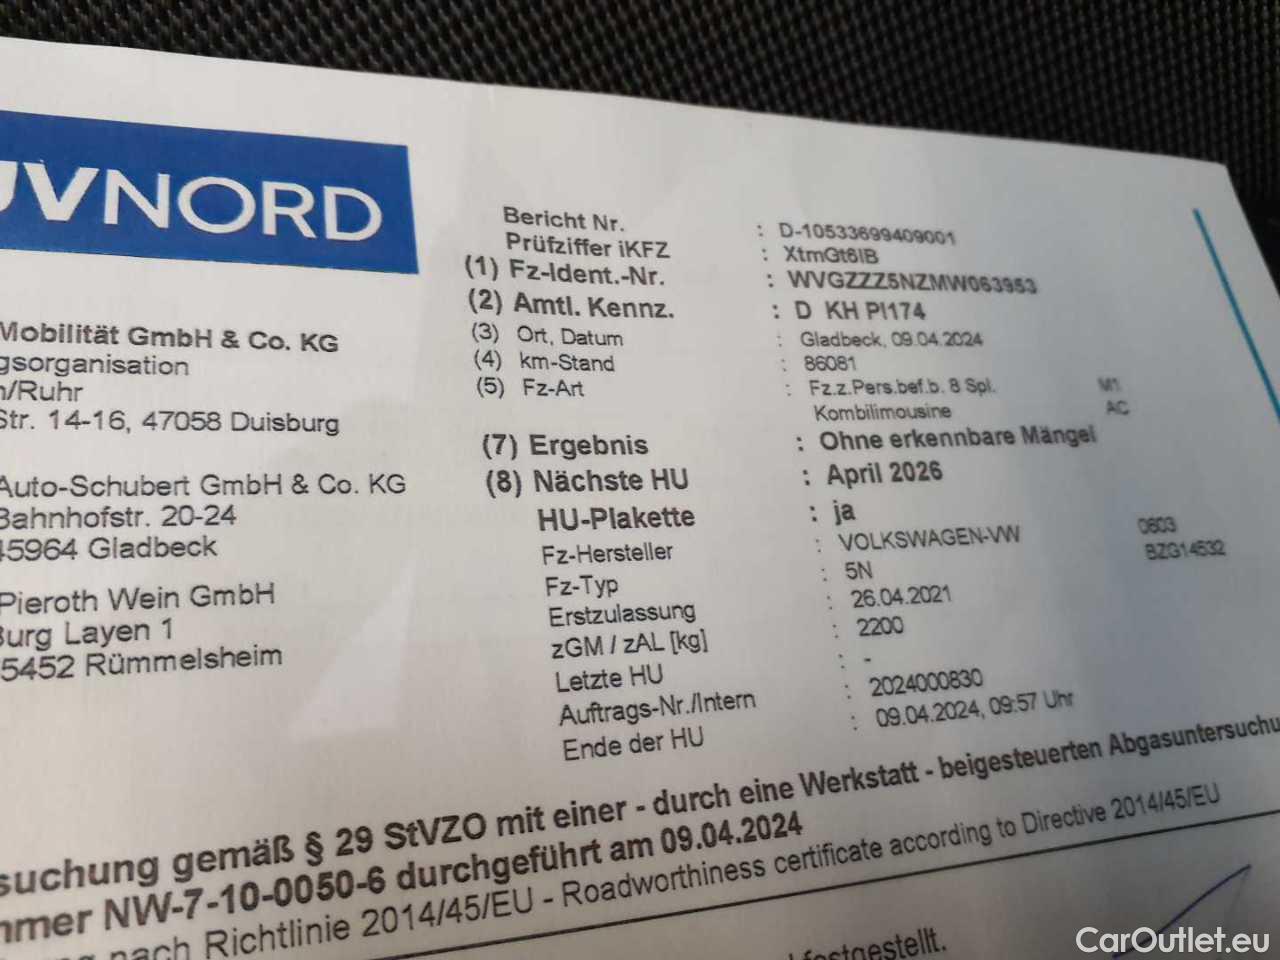 UVNORD
Bericht Nr. : D-10533699409001
Prüfziffer iKFZ : XtmGt6IB
(1) Fz-Ident.-Nr. : WVGZZZ5NZMW063953
(2) Amtl. Kennz. : D KH PI174
(3) Ort, Datum : Gladbeck, 09.04.2024
(4) km-Stand : 86081
(5) Fz-Art : Fz.z.Pers.bef.b. 8 Spl. M1
Kombilimousine AC
(7) Ergebnis : Ohne erkennbare Mängel
(8) Nächste HU : April 2026
HU-Plakette : ja
Fz-Hersteller : VOLKSWAGEN-VW 0603
Fz-Typ : 5N BZG14532
Erstzulassung : 26.04.2021
zGM / zAL [kg] : 2200
Letzte HU : -
Auftrags-Nr./Intern : 2024000830
Ende der HU : 09.04.2024, 09:57 Uhr
Mobilität GmbH & Co. KG
gsorganisation
n/Ruhr
Str. 14-16, 47058 Duisburg
Auto-Schubert GmbH & Co. KG
Bahnhofstr. 20-24
45964 Gladbeck
Pieroth Wein GmbH
Burg Layen 1
55452 Rümmelsheim
suchung gemäß § 29 StVZO mit einer - durch eine Werkstatt - beigesteuerten Abgasuntersuchu
mmer NW-7-10-0050-6 durchgeführt am 09.04.2024
ng nach Richtlinie 2014/45/EU - Roadworthiness certificate according to Directive 2014/45/EU
festgestellt.
CarOutlet.eu